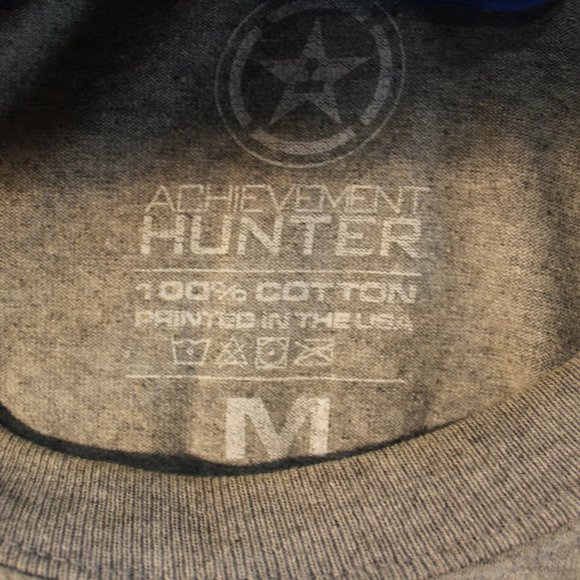 ACHIEVEMENT
HUNTER
100% COTTON
PRINTED IN THE USA
M